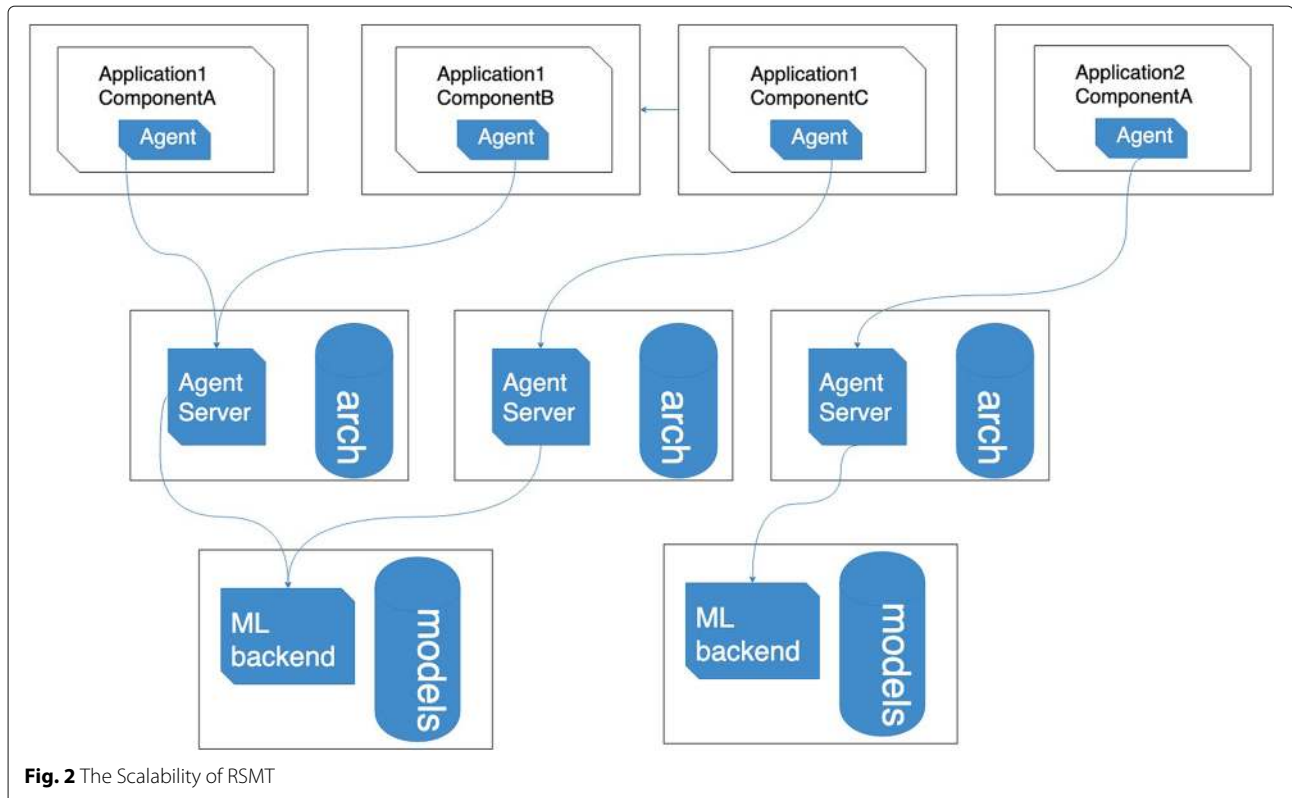 Application1
ComponentA
Agent
Application1
ComponentB
Agent
Application1
ComponentC
Agent
Application2
ComponentA
Agent
Agent
Server
arch
Agent
Server
arch
Agent
Server
arch
ML
backend
models
ML
backend
models
Fig. 2 The Scalability of RSMT